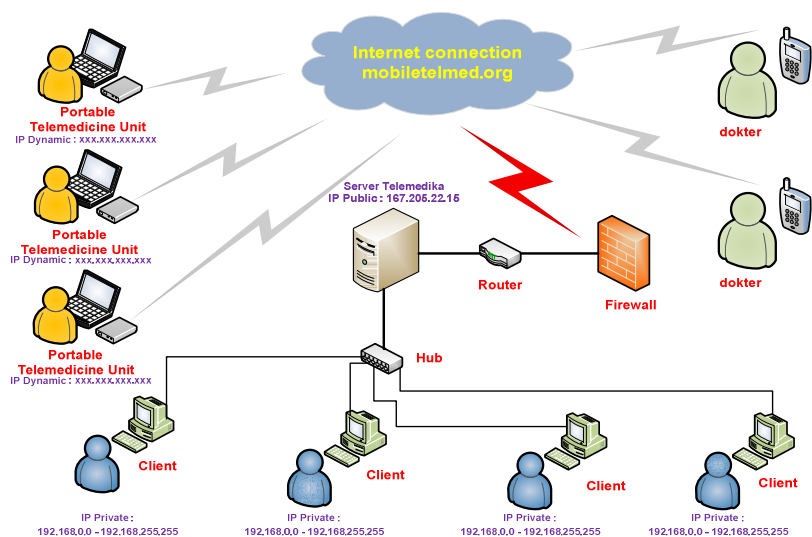 Internet connection
mobiletelmed.org
Portable
Telemedicine Unit
IP Dynamic : xxx.xxx.xxx.xxx
dokter
Portable
Telemedicine Unit
IP Dynamic : xxx.xxx.xxx.xxx
Server Telemedika
IP Public : 167.205.22.15
Router
Firewall
dokter
Portable
Telemedicine Unit
IP Dynamic : xxx.xxx.xxx.xxx
Hub
Client
Client
Client
Client
IP Private :
192,168,0,0 - 192,168,255,255
IP Private :
192,168,0,0 - 192,168,255,255
IP Private :
192,168,0,0 - 192,168,255,255
IP Private :
192,168,0,0 - 192,168,255,255